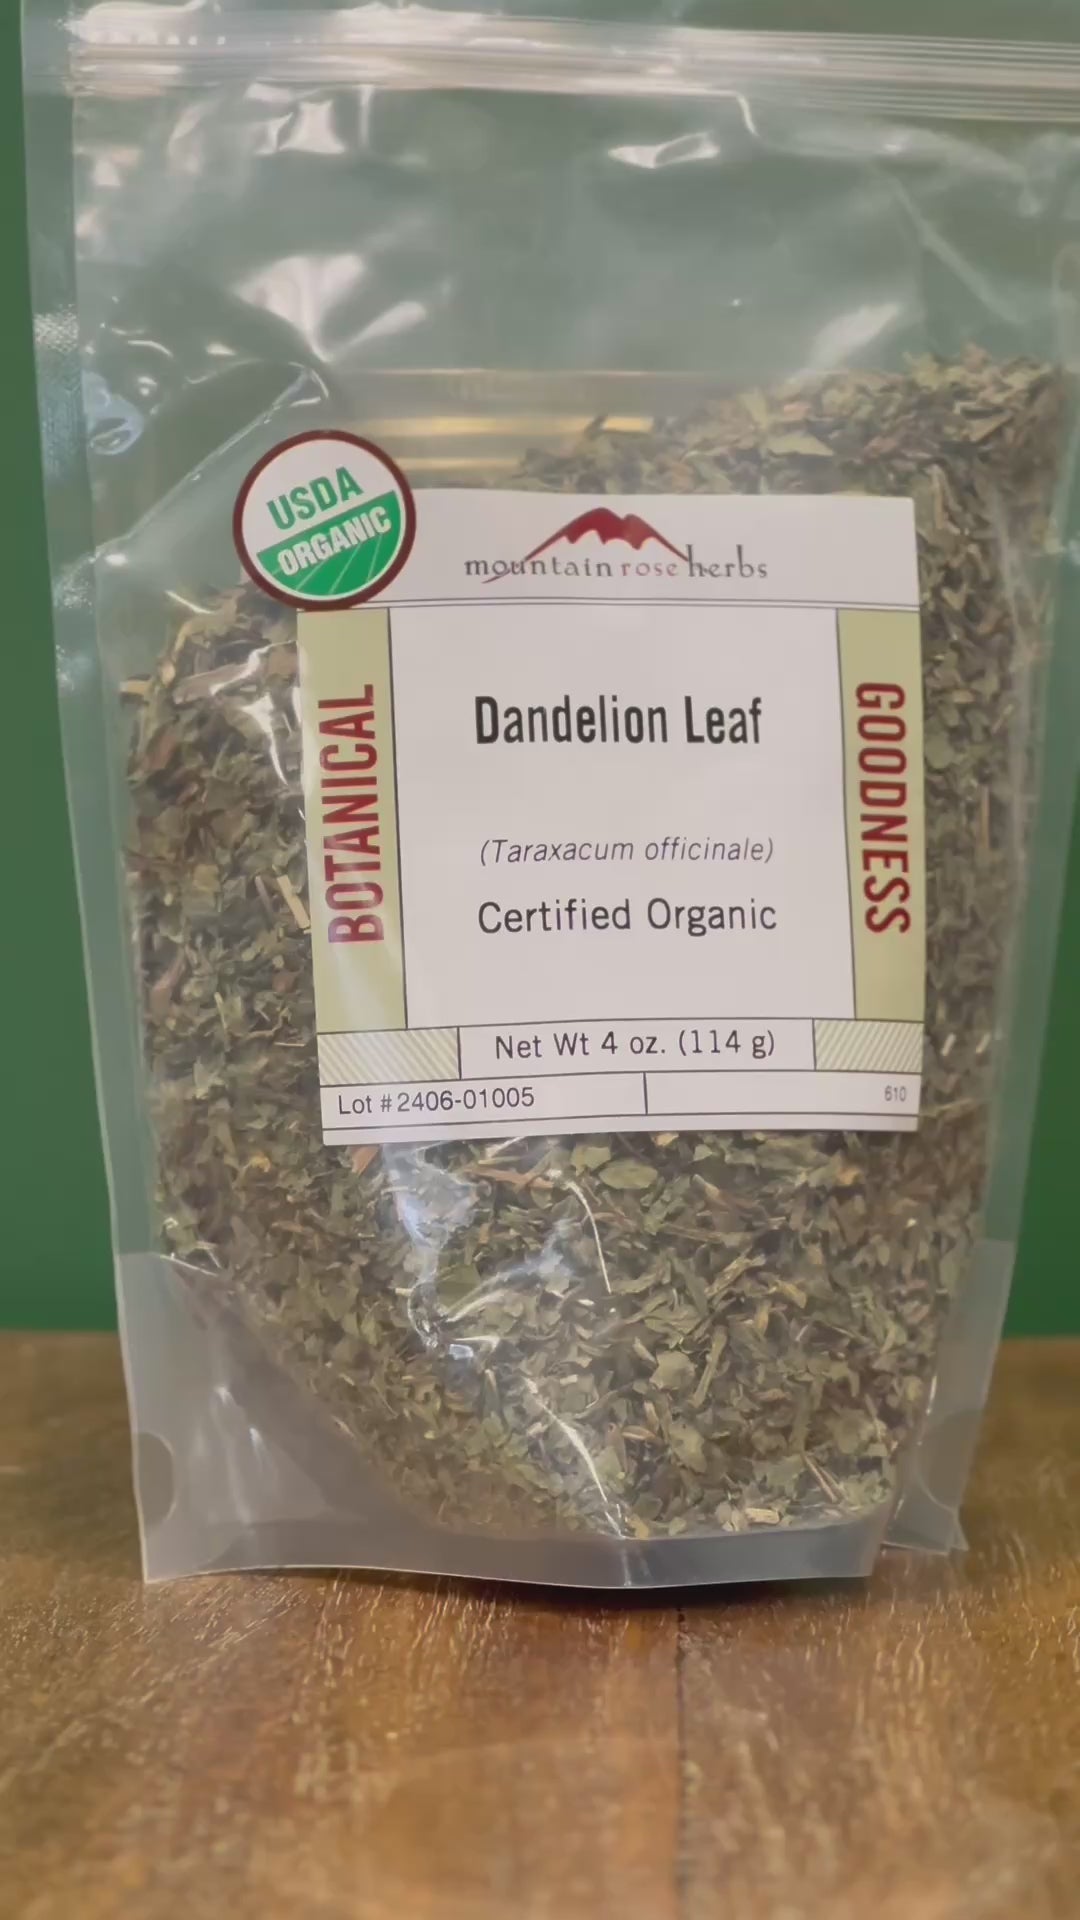 USDA
ORGANIC
mountain rose herbs
BOTANICAL
Dandelion Leaf
(Taraxacum officinale)
Certified Organic
GOODNESS
Net Wt 4 oz. (114 g)
Lot # 2406-01005
610